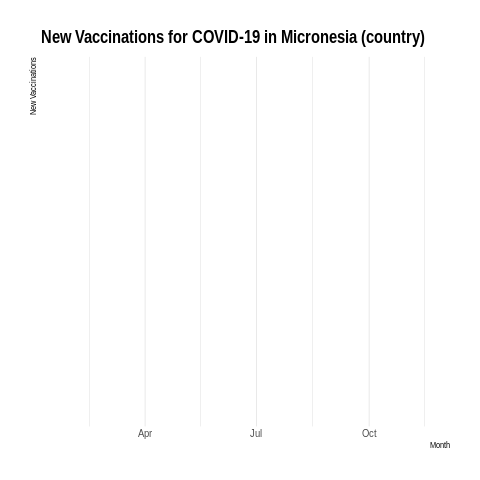 New Vaccinations for COVID-19 in Micronesia (country)
New Vaccinations
Apr Jul Oct
Month